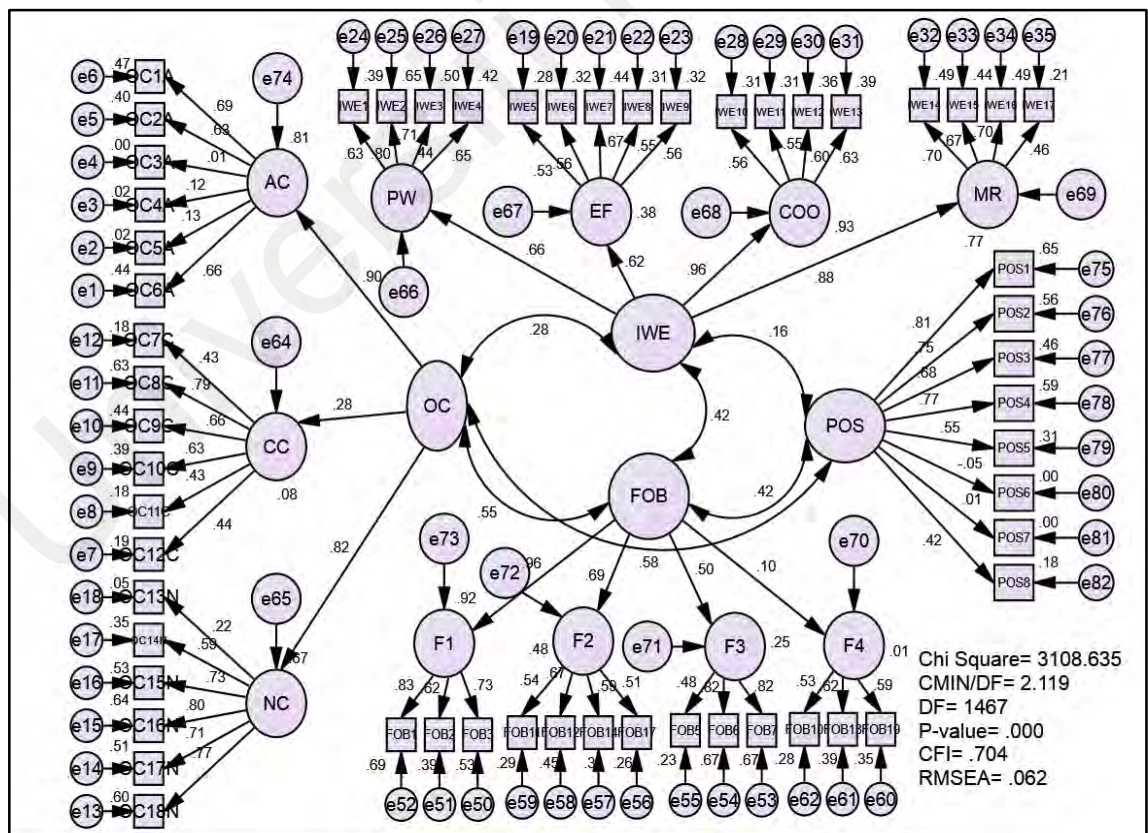 Universiti
e24 e25 e26 e27
.39 .65 .50 .42
IWE1 IWE2 IWE3 IWE4
.63 .80 .71 .44 .65
PW
e66
.66
e19 e20 e21 e22 e23
.28 .32 .44 .31 .32
IWE5 IWE6 IWE7 IWE8 IWE9
.53 .56 .67 .55 .56
e67
EF
.38
.62
e28 e29 e30 e31
.31 .31 .36 .39
IWE10 IWE11 IWE12 IWE13
.56 .55 .60 .63
e68
COO
.93
.96
e32 e33 e34 e35
.49 .44 .49 .21
IWE14 IWE15 IWE16 IWE17
.70 .67 .70 .46
MR
e69
.77
.88
e74
.81
AC
.90
e6 .47 OC1A .69
e5 .40 OC2A .63
e4 .00 OC3A .01
e3 .02 OC4A .12
e2 .02 OC5A .13
e1 .44 OC6A .66
e64
CC
.08
.28
e12 .18 OC7C .43
e11 .63 OC8C .79
e10 .44 OC9C .66
e9 .39 OC10C .63
e8 .18 OC11C .43
e7 .19 OC12C .44
e65
.67
NC
.82
e18 .05 OC13N .22
e17 .35 OC14N .59
e16 .53 OC15N .73
e15 .64 OC16N .80
e14 .51 OC17N .71
e13 .60 OC18N .77
OC
IWE
FOB
POS
.28
.16
.42
.42
.55
.58
.81 POS1 .65 e75
.75 POS2 .56 e76
.68 POS3 .46 e77
.77 POS4 .59 e78
.55 POS5 .31 e79
-.05 POS6 .00 e80
.01 POS7 .00 e81
.42 POS8 .18 e82
e73
.96
.92
F1
.83 .62 .73
FOB1 FOB2 FOB3
.69 .39 .53
e52 e51 e50
e72
.69
F2
.48
.54 .67 .59 .51
FOB11 FOB12 FOB14 FOB17
.29 .45 .26
e59 e58 e57 e56
.50
e71
F3
.25
.48 .82 .82
FOB5 FOB6 FOB7
.23 .67 .67
e55 e54 e53
e70
.10
F4
.01
.53 .62 .59
FOB10 FOB18 FOB19
.28 .39 .35
e62 e61 e60
Chi Square= 3108.635
CMIN/DF= 2.119
DF= 1467
P-value= .000
CFI= .704
RMSEA= .062